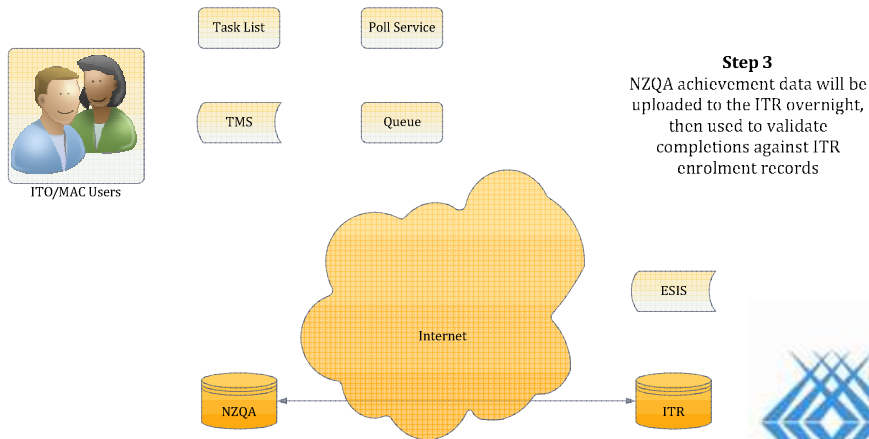 Task List
Poll Service
Step 3
NZQA achievement data will be
uploaded to the ITR overnight,
then used to validate
completions against ITR
enrolment records
TMS
Queue
ITO/MAC Users
ESIS
Internet
NZQA
ITR